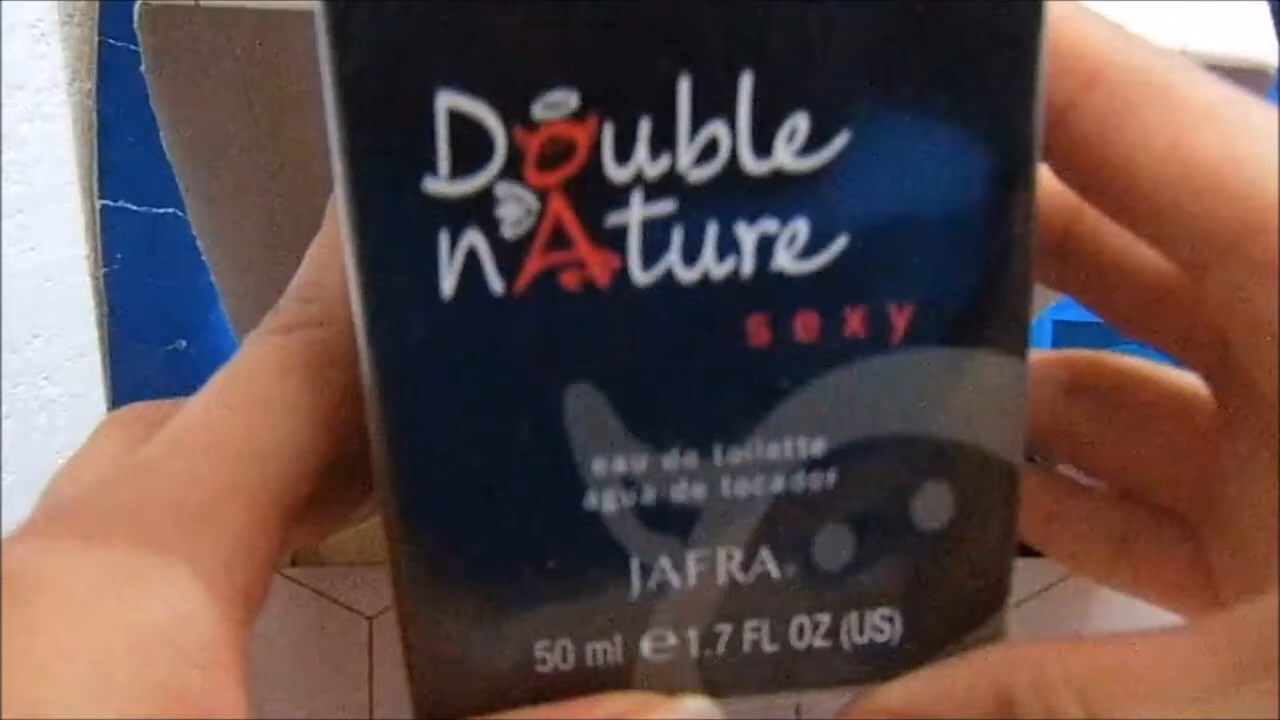 Double
nAture
sexy
eau de toilette
agua de tocador
JAFRA.
50 ml e 1.7 FL OZ (US)